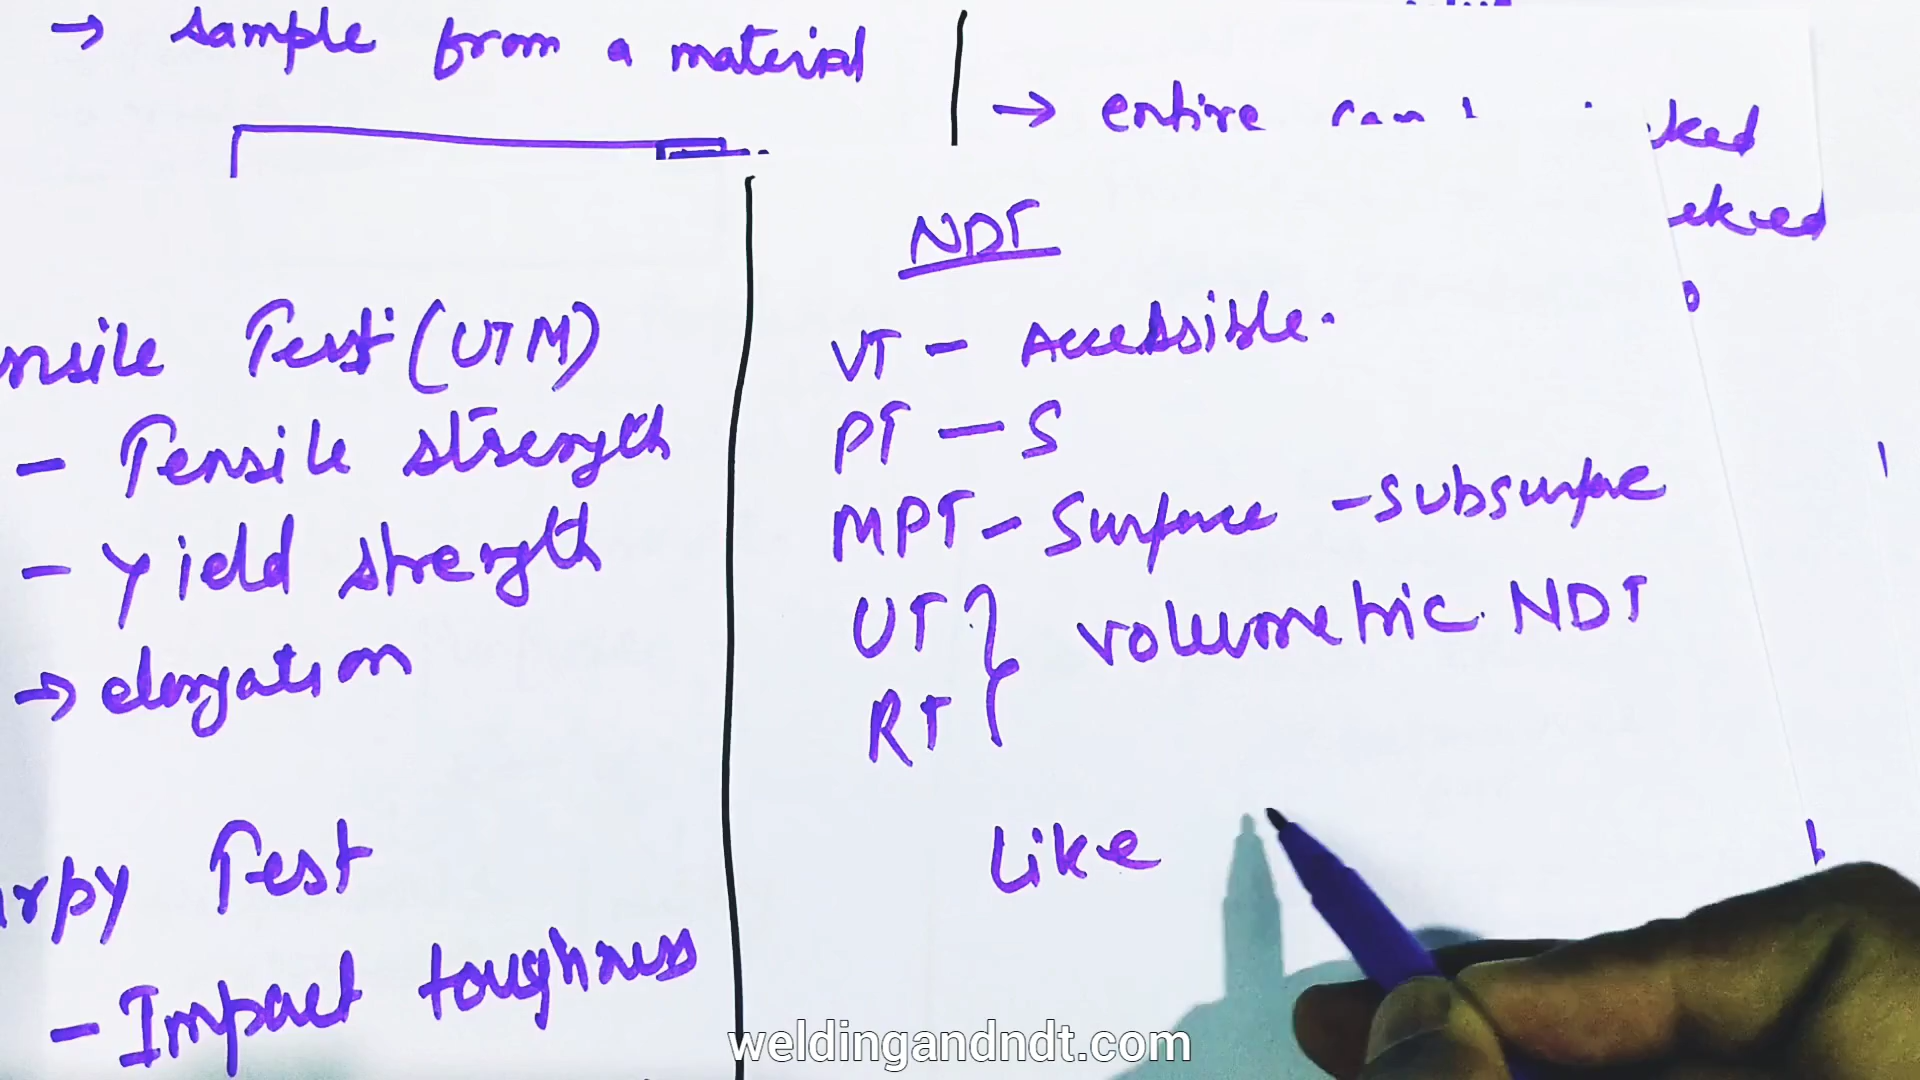 → sample from a material
→ entire
NDT
nsile Test (UTM)
- Tensile strength
- Yield strength
→ elongation
rpy Test
- Impact toughness
VT - Accessible.
PT - S
MPT - Surface - Subsurface
UT } volumetric NDT
RT
Like
weldingandndt.com